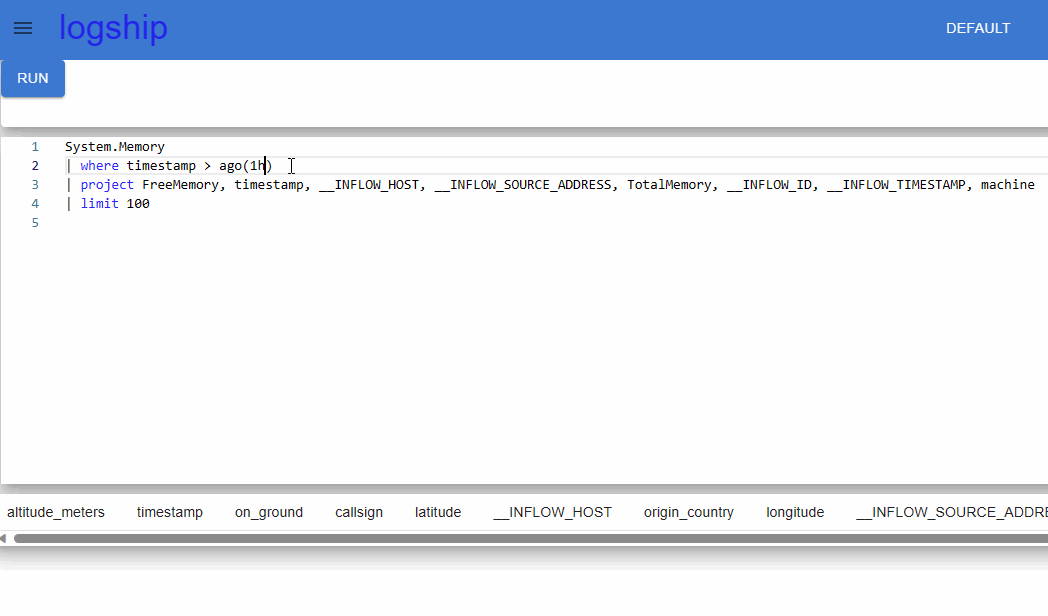 logship
DEFAULT
RUN
1 System.Memory
2 | where timestamp > ago(1h)
3 | project FreeMemory, timestamp, __INFLOW_HOST, __INFLOW_SOURCE_ADDRESS, TotalMemory, __INFLOW_ID, __INFLOW_TIMESTAMP, machine
4 | limit 100
5
altitude_meters timestamp on_ground callsign latitude __INFLOW_HOST origin_country longitude __INFLOW_SOURCE_ADDRE